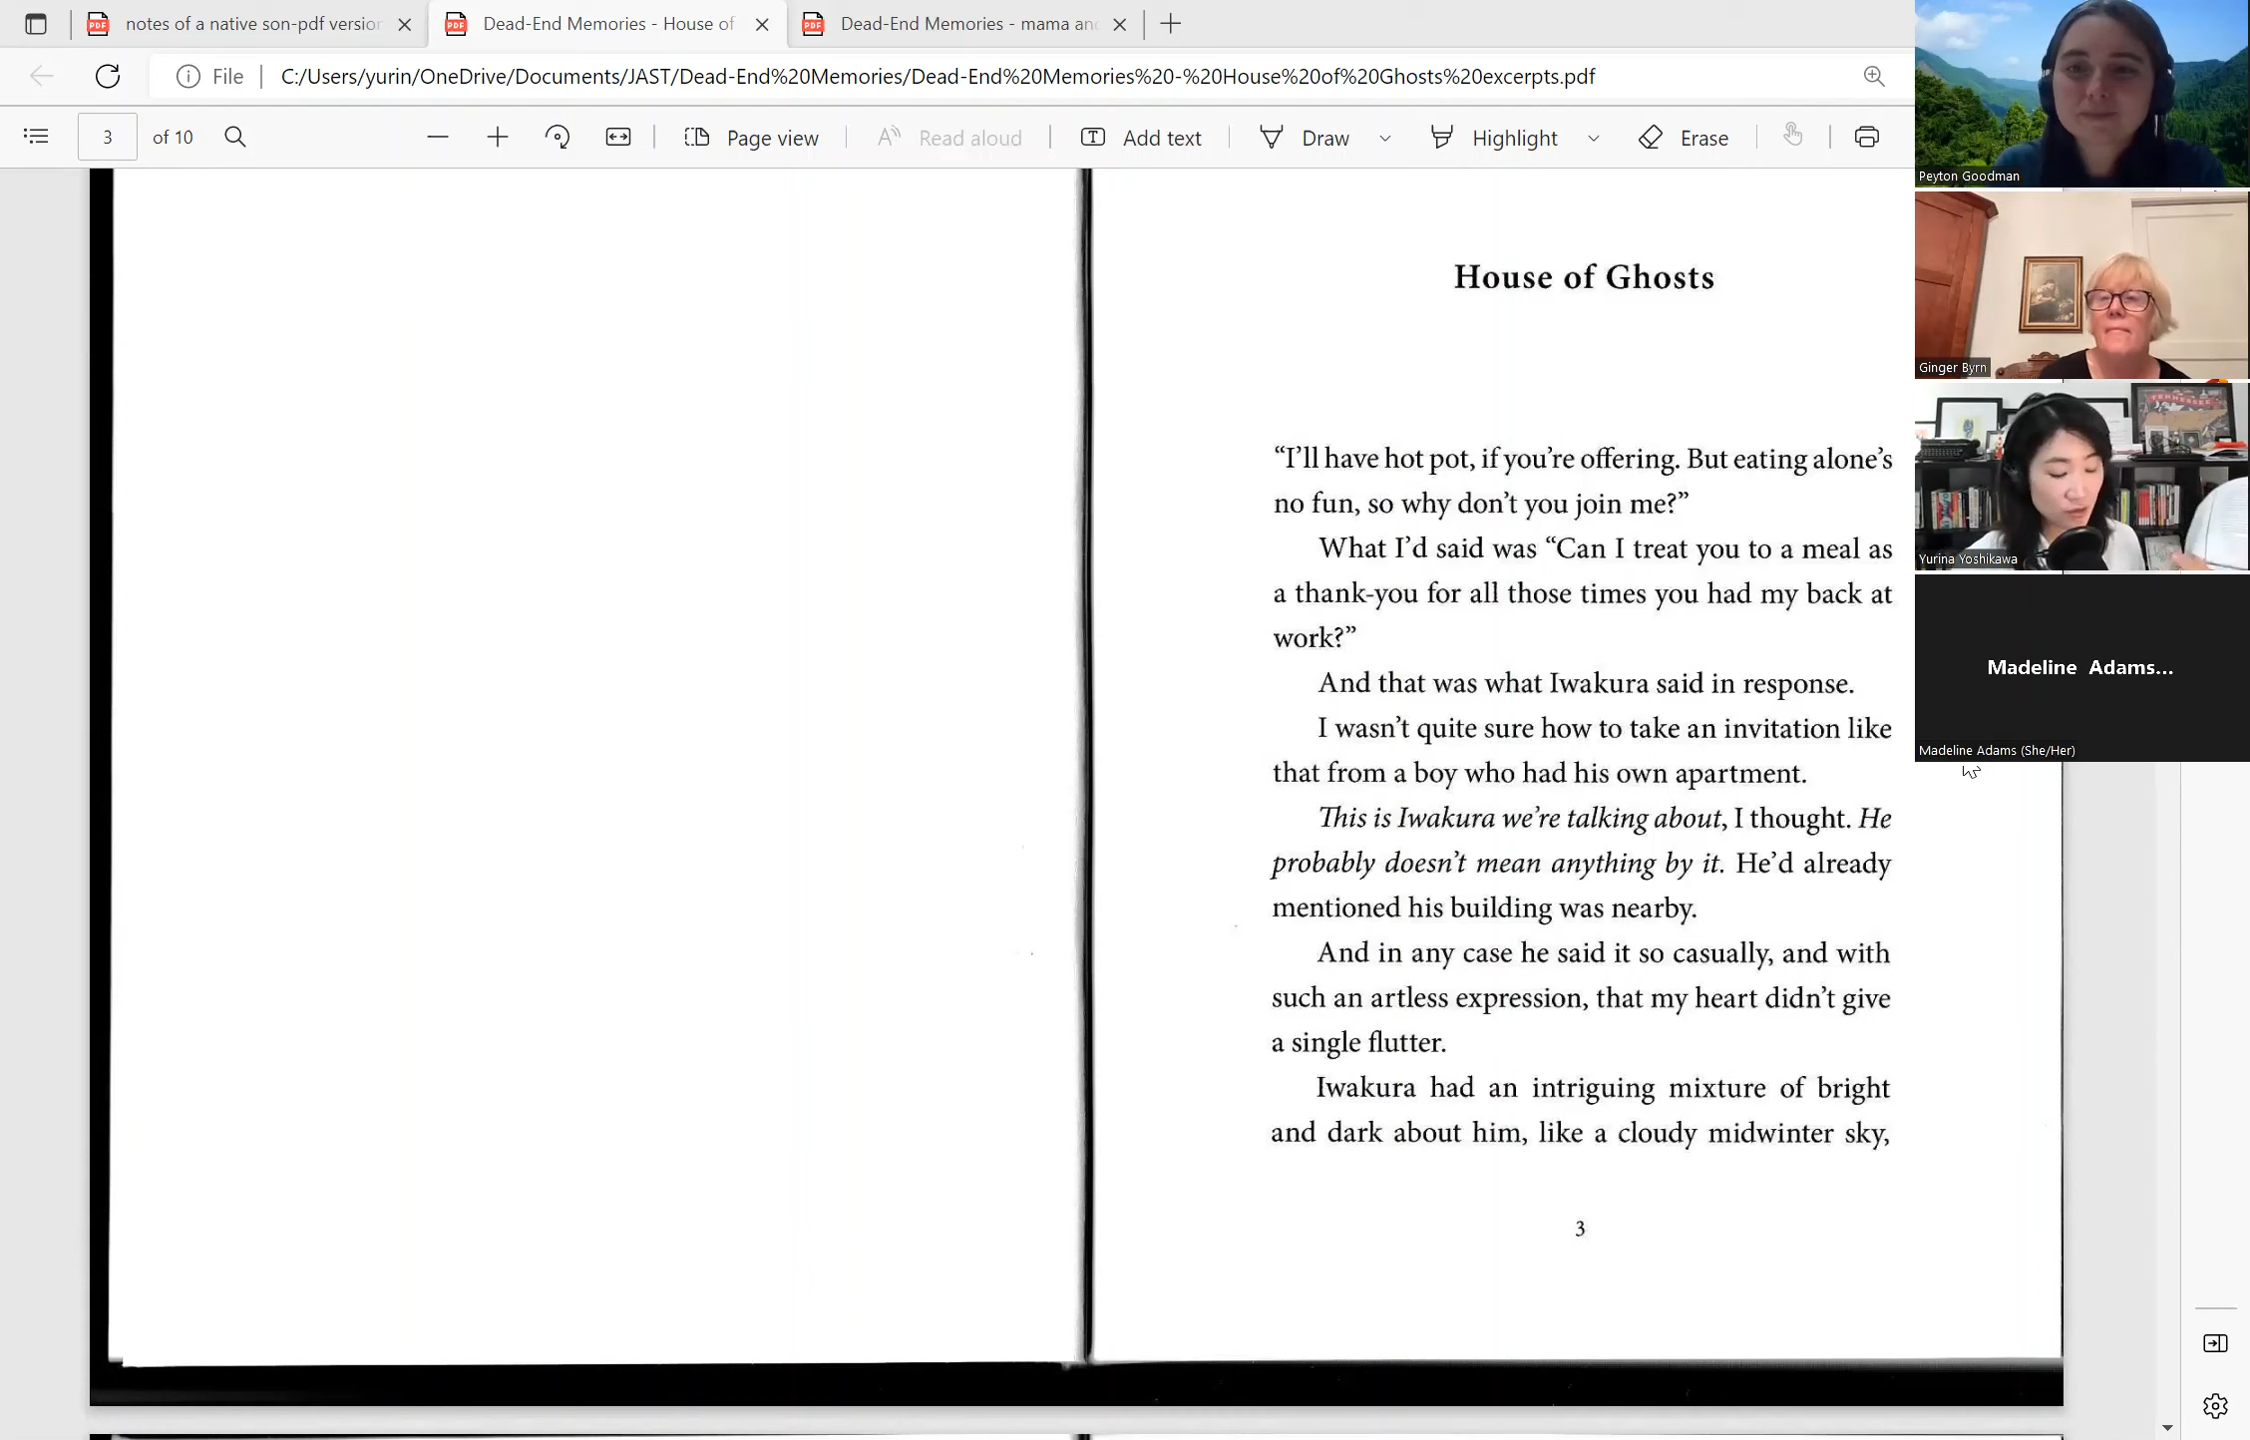 notes of a native son-pdf versio
Dead-End Memories - House of
Dead-End Memories - mama an
File
C:/Users/yurin/OneDrive/Documents/JAST/Dead-End%20Memories/Dead-End%20Memories%20-%20House%20of%20Ghosts%20excerpts.pdf
3 of 10
Page view
Read aloud
Add text
Draw
Highlight
Erase
House of Ghosts
“I’ll have hot pot, if you’re offering. But eating alone’s
no fun, so why don’t you join me?”
What I’d said was “Can I treat you to a meal as
a thank-you for all those times you had my back at
work?”
And that was what Iwakura said in response.
I wasn’t quite sure how to take an invitation like
that from a boy who had his own apartment.
This is Iwakura we’re talking about, I thought. He
probably doesn’t mean anything by it. He’d already
mentioned his building was nearby.
And in any case he said it so casually, and with
such an artless expression, that my heart didn’t give
a single flutter.
Iwakura had an intriguing mixture of bright
and dark about him, like a cloudy midwinter sky,
3
Peyton Goodman
Ginger Byrn
TENNESSEE
Yurina Yoshikawa
Madeline Adams...
Madeline Adams (She/Her)